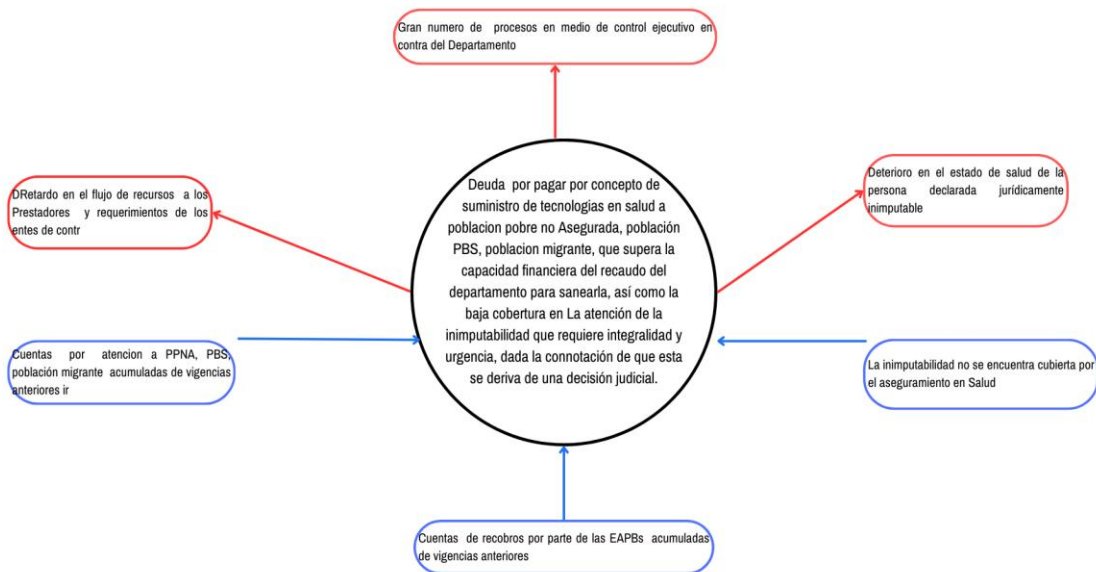 Gran numero de procesos en medio de control ejecutivo en
contra del Departamento
DRetardo en el flujo de recursos a los
Prestadores y requerimientos de los
entes de contr
Deterioro en el estado de salud de la
persona declarada jurídicamente
inimputable
Deuda por pagar por concepto de
suministro de tecnologías en salud a
poblacion pobre no Asegurada, población
PBS, poblacion migrante, que supera la
capacidad financiera del recaudo del
departamento para sanearla, así como la
baja cobertura en La atención de la
inimputabilidad que requiere integralidad y
urgencia, dada la connotación de que esta
se deriva de una decisión judicial.
Cuentas por atencion a PPNA, PBS,
población migrante acumuladas de vigencias
anteriores ir
La inimputabilidad no se encuentra cubierta por
el aseguramiento en Salud
Cuentas de recobros por parte de las EAPBs acumuladas
de vigencias anteriores